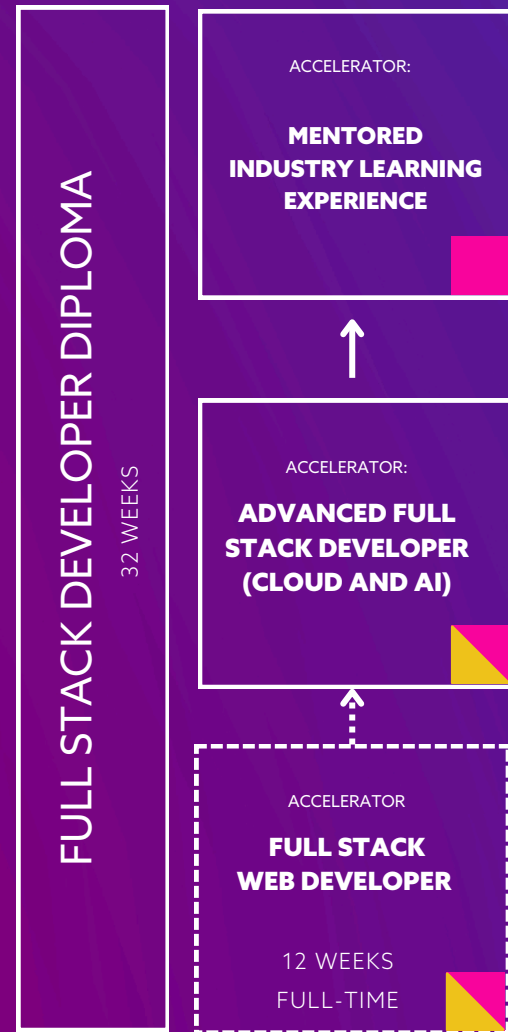 FULL STACK DEVELOPER DIPLOMA
32 WEEKS
ACCELERATOR:
MENTORED
INDUSTRY LEARNING
EXPERIENCE
ACCELERATOR:
ADVANCED FULL
STACK DEVELOPER
(CLOUD AND AI)
ACCELERATOR
FULL STACK
WEB DEVELOPER
12 WEEKS
FULL-TIME